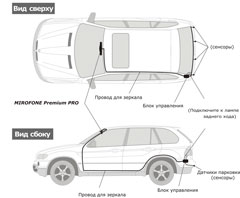 Вид сверху
(сенсоры)
MIROFONE Premium PRO
Провод для зеркала
Блок управления
(Подключите к лампе
заднего хода)
Вид сбоку
Датчики парковки
(сенсоры)
Провод для зеркала
Блок управления